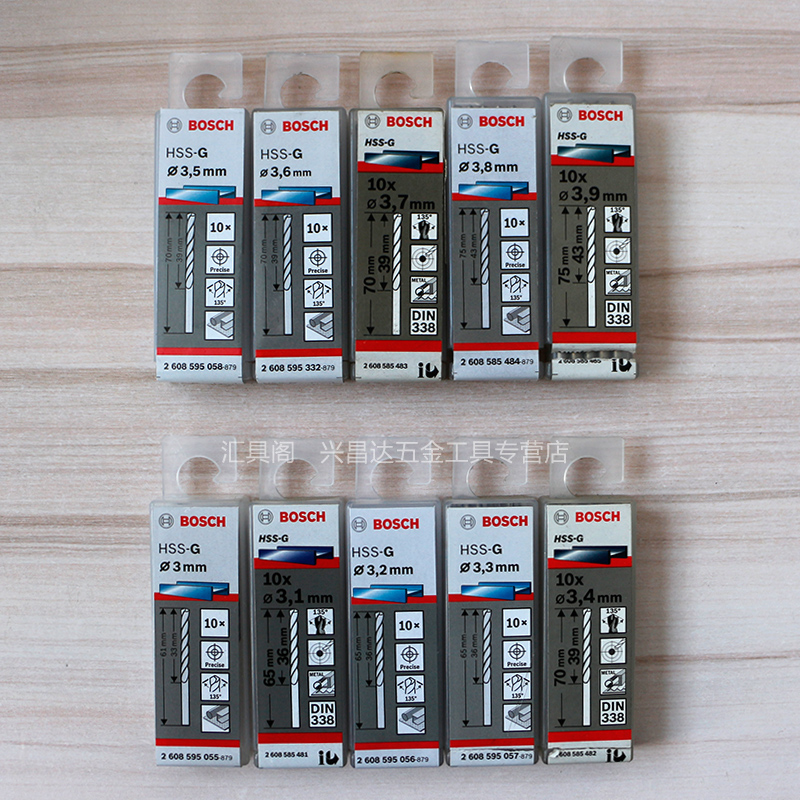 BOSCH
HSS-G
ø 3,5 mm
70 mm
39 mm
10×
Precise
135°
2 608 595 058-879
BOSCH
HSS-G
ø 3,6 mm
70 mm
39 mm
10×
Precise
135°
2 608 595 332-879
BOSCH
HSS-G
10x
ø 3,7 mm
70 mm
39 mm
135°
METAL
DIN
338
2 608 585 483
BOSCH
HSS-G
ø 3,8 mm
75 mm
43 mm
10×
Precise
135°
2 608 585 484-879
BOSCH
HSS-G
10x
ø 3,9 mm
75 mm
43 mm
135°
METAL
DIN
338
2 608 585 485
汇具阁 兴昌达五金工具专营店
BOSCH
HSS-G
ø 3 mm
61 mm
33 mm
10×
Precise
135°
2 608 595 055-879
BOSCH
HSS-G
10x
ø 3,1 mm
65 mm
36 mm
135°
METAL
DIN
338
2 608 585 481
BOSCH
HSS-G
ø 3,2 mm
65 mm
36 mm
10×
Precise
135°
2 608 595 056-879
BOSCH
HSS-G
ø 3,3 mm
65 mm
36 mm
10×
Precise
135°
2 608 595 057-879
BOSCH
HSS-G
10x
ø 3,4 mm
70 mm
39 mm
135°
METAL
DIN
338
2 608 585 482